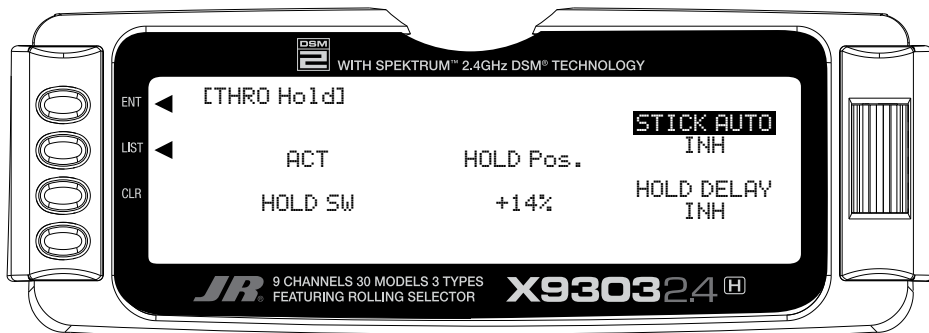 DSM
2 WITH SPEKTRUM™ 2.4GHz DSM® TECHNOLOGY
ENT
LIST
CLR
[THRO Hold]
STICK AUTO
INH
ACT
HOLD Pos.
HOLD SW
+14%
HOLD DELAY
INH
JR® 9 CHANNELS 30 MODELS 3 TYPES
FEATURING ROLLING SELECTOR
X9303 2.4 H